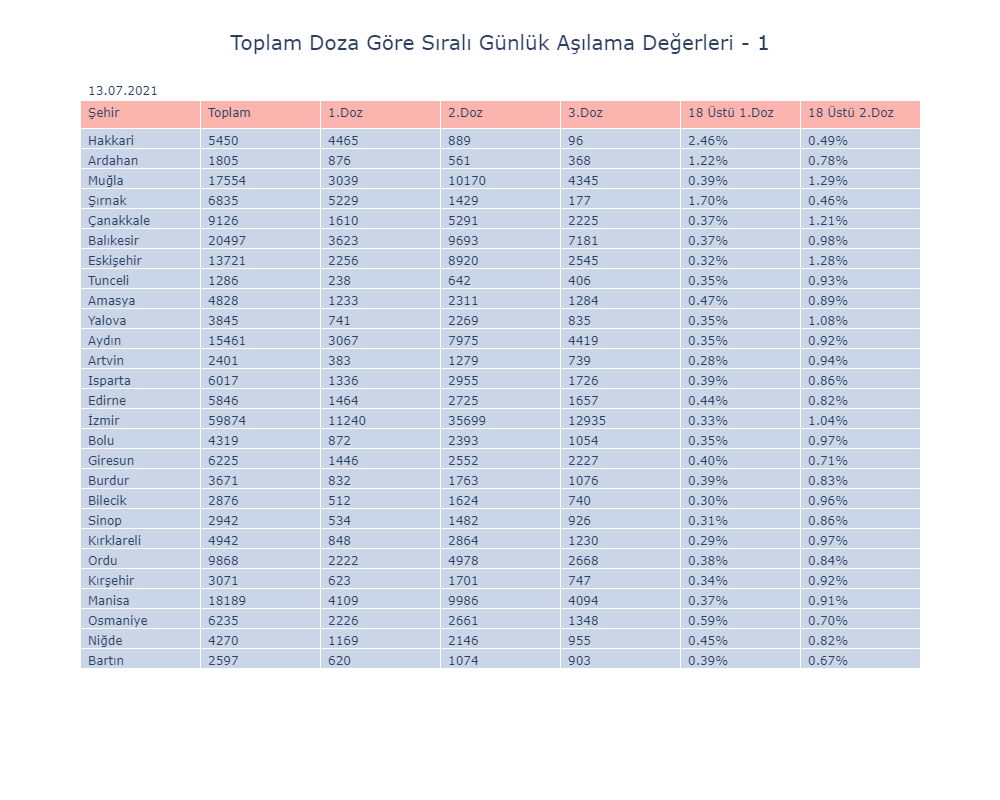 Toplam Doza Göre Sıralı Günlük Aşılama Değerleri - 1
13.07.2021
Şehir Toplam 1.Doz 2.Doz 3.Doz 18 Üstü 1.Doz 18 Üstü 2.Doz
Hakkari 5450 4465 889 96 2.46% 0.49%
Ardahan 1805 876 561 368 1.22% 0.78%
Muğla 17554 3039 10170 4345 0.39% 1.29%
Şırnak 6835 5229 1429 177 1.70% 0.46%
Çanakkale 9126 1610 5291 2225 0.37% 1.21%
Balıkesir 20497 3623 9693 7181 0.37% 0.98%
Eskişehir 13721 2256 8920 2545 0.32% 1.28%
Tunceli 1286 238 642 406 0.35% 0.93%
Amasya 4828 1233 2311 1284 0.47% 0.89%
Yalova 3845 741 2269 835 0.35% 1.08%
Aydın 15461 3067 7975 4419 0.35% 0.92%
Artvin 2401 383 1279 739 0.28% 0.94%
Isparta 6017 1336 2955 1726 0.39% 0.86%
Edirne 5846 1464 2725 1657 0.44% 0.82%
İzmir 59874 11240 35699 12935 0.33% 1.04%
Bolu 4319 872 2393 1054 0.35% 0.97%
Giresun 6225 1446 2552 2227 0.40% 0.71%
Burdur 3671 832 1763 1076 0.39% 0.83%
Bilecik 2876 512 1624 740 0.30% 0.96%
Sinop 2942 534 1482 926 0.31% 0.86%
Kırklareli 4942 848 2864 1230 0.29% 0.97%
Ordu 9868 2222 4978 2668 0.38% 0.84%
Kırşehir 3071 623 1701 747 0.34% 0.92%
Manisa 18189 4109 9986 4094 0.37% 0.91%
Osmaniye 6235 2226 2661 1348 0.59% 0.70%
Niğde 4270 1169 2146 955 0.45% 0.82%
Bartın 2597 620 1074 903 0.39% 0.67%